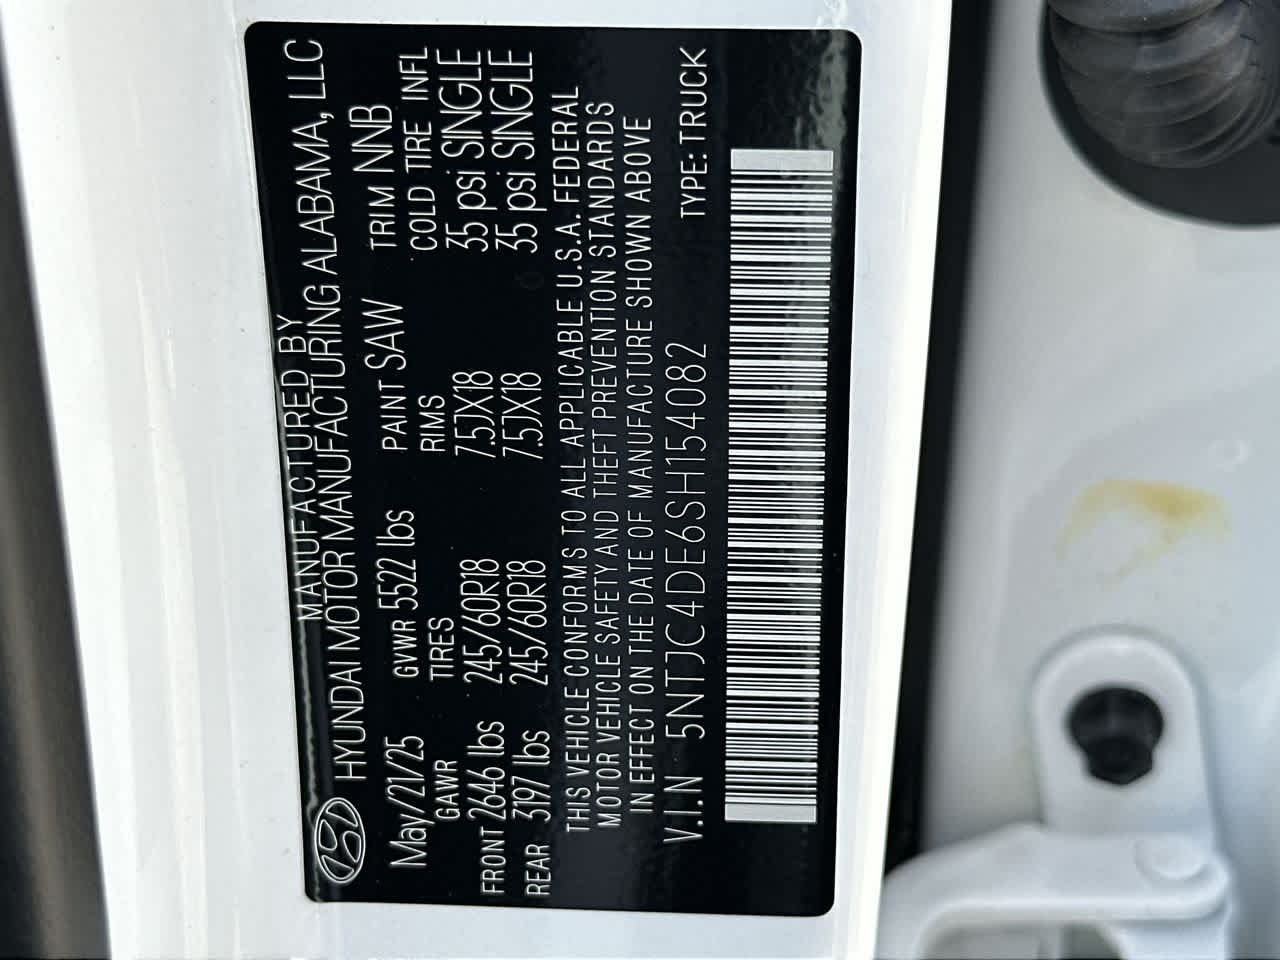 MANUFACTURED BY
HYUNDAI MOTOR MANUFACTURING ALABAMA, LLC
May/21/25 GVWR 5522 lbs PAINT SAW TRIM NNB
GAWR TIRES RIMS COLD TIRE INFL
FRONT 2646 lbs 245/60R18 7.5JX18 35 psi SINGLE
REAR 3197 lbs 245/60R18 7.5JX18 35 psi SINGLE
THIS VEHICLE CONFORMS TO ALL APPLICABLE U.S.A. FEDERAL
MOTOR VEHICLE SAFETY AND THEFT PREVENTION STANDARDS
IN EFFECT ON THE DATE OF MANUFACTURE SHOWN ABOVE
V.I.N 5NTJC4DE6SH154082 TYPE: TRUCK